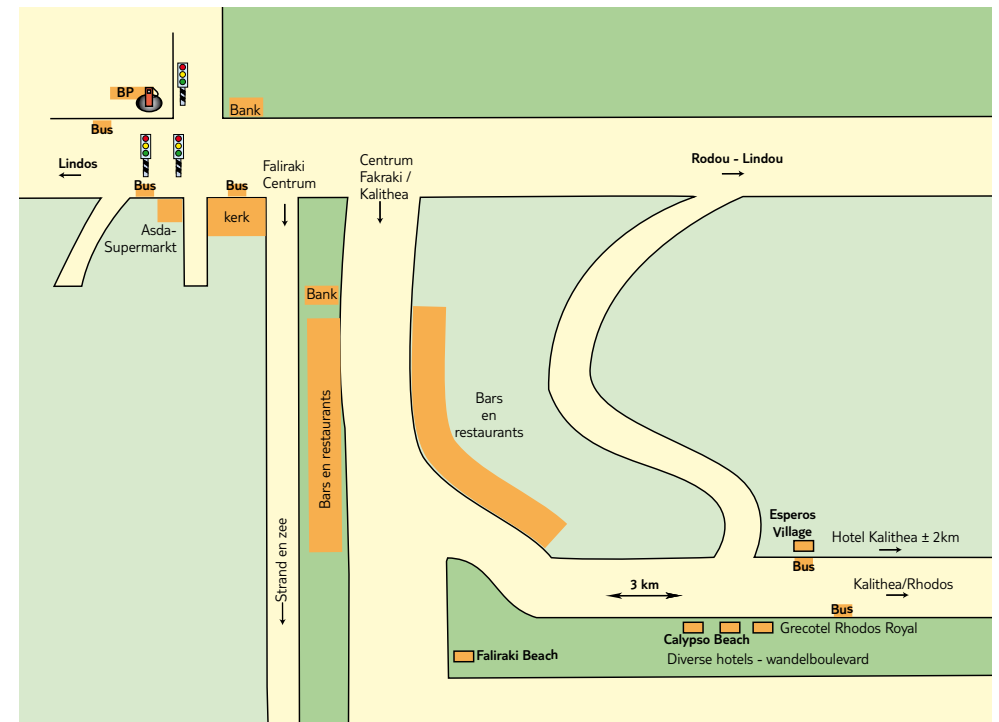 BP
Bank
Bus
Lindos
Bus
Bus
Faliraki
Centrum
Centrum
Fakraki /
Kalithea
Rodou - Lindou
kerk
Asda-
Supermarkt
Bank
Bars en restaurants
Bars
en
restaurants
Strand en zee
Esperos
Village
Hotel Kalithea ± 2km
Bus
3 km
Kalithea/Rhodos
Bus
Grecotel Rhodos Royal
Calypso Beach
Faliraki Beach
Diverse hotels - wandelboulevard